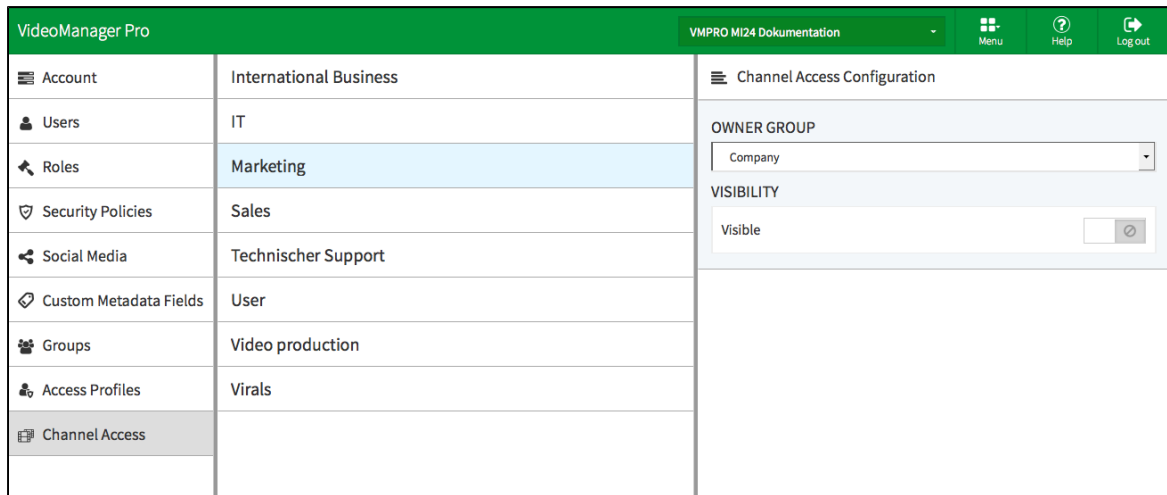 VideoManager Pro
VMPRO MI24 Dokumentation
Menu
Help
Log out
Account
Users
Roles
Security Policies
Social Media
Custom Metadata Fields
Groups
Access Profiles
Channel Access
International Business
IT
Marketing
Sales
Technischer Support
User
Video production
Virals
Channel Access Configuration
OWNER GROUP
Company
VISIBILITY
Visible